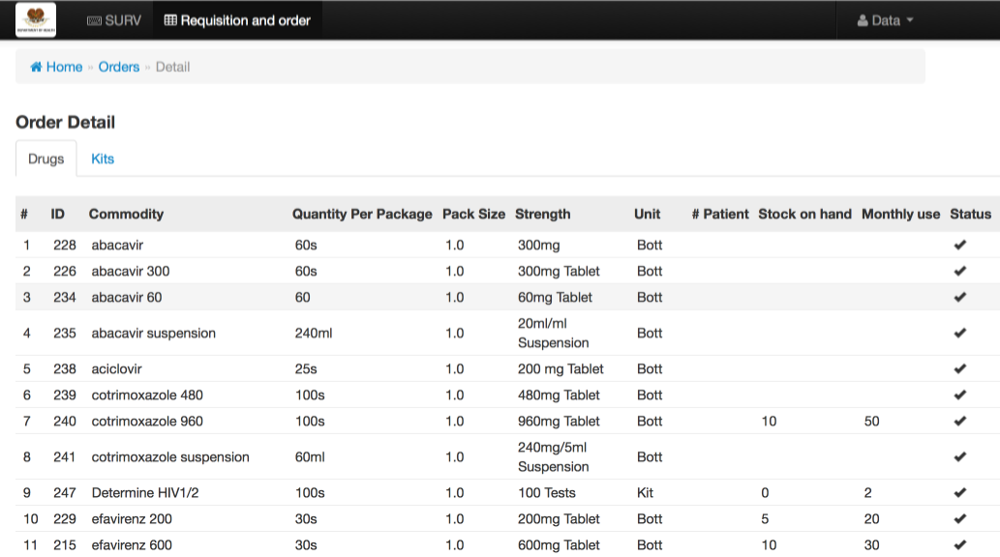 DEPARTMENT OF HEALTH
SURV Requisition and order Data
Home » Orders » Detail
Order Detail
Drugs Kits
# ID Commodity Quantity Per Package Pack Size Strength Unit # Patient Stock on hand Monthly use Status
1 228 abacavir 60s 1.0 300mg Bott
2 226 abacavir 300 60s 1.0 300mg Tablet Bott
3 234 abacavir 60 60 1.0 60mg Tablet Bott
4 235 abacavir suspension 240ml 1.0 20ml/ml Suspension Bott
5 238 aciclovir 25s 1.0 200 mg Tablet Bott
6 239 cotrimoxazole 480 100s 1.0 480mg Tablet Bott
7 240 cotrimoxazole 960 100s 1.0 960mg Tablet Bott 10 50
8 241 cotrimoxazole suspension 60ml 1.0 240mg/5ml Suspension Bott
9 247 Determine HIV1/2 100s 1.0 100 Tests Kit 0 2
10 229 efavirenz 200 30s 1.0 200mg Tablet Bott 5 20
11 215 efavirenz 600 30s 1.0 600mg Tablet Bott 10 30